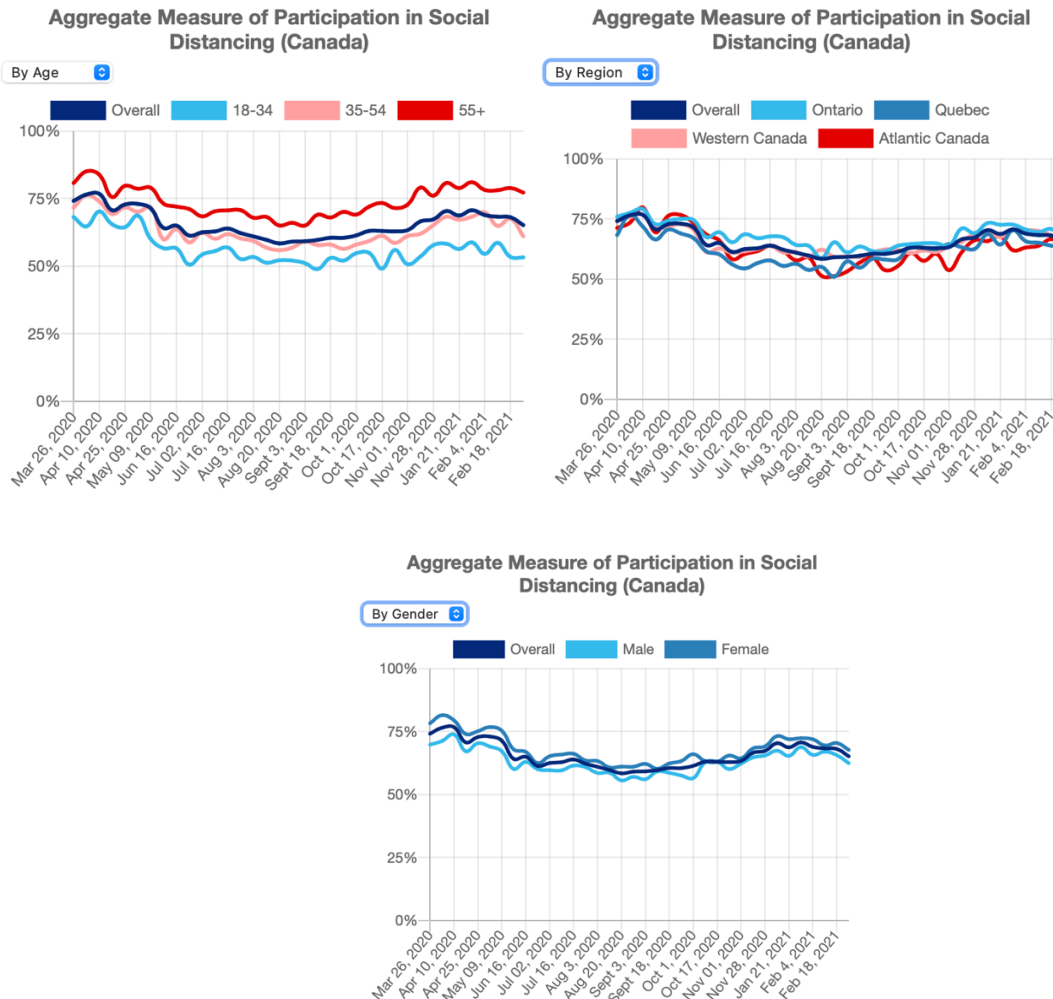 Aggregate Measure of Participation in Social
Distancing (Canada)
By Age
Overall 18-34 35-54 55+
100%
75%
50%
25%
0%
Mar 26, 2020
Apr 10, 2020
Apr 25, 2020
May 09, 2020
Jun 16, 2020
Jul 02, 2020
Jul 16, 2020
Aug 3, 2020
Aug 20, 2020
Sept 3, 2020
Sept 18, 2020
Oct 1, 2020
Oct 17, 2020
Nov 01, 2020
Nov 28, 2020
Jan 21, 2021
Feb 4, 2021
Feb 18, 2021
Aggregate Measure of Participation in Social
Distancing (Canada)
By Region
Overall Ontario Quebec
Western Canada Atlantic Canada
100%
75%
50%
25%
0%
Mar 26, 2020
Apr 10, 2020
Apr 25, 2020
May 09, 2020
Jun 16, 2020
Jul 02, 2020
Jul 16, 2020
Aug 3, 2020
Aug 20, 2020
Sept 3, 2020
Sept 18, 2020
Oct 1, 2020
Oct 17, 2020
Nov 01, 2020
Nov 28, 2020
Jan 21, 2021
Feb 4, 2021
Feb 18, 2021
Aggregate Measure of Participation in Social
Distancing (Canada)
By Gender
Overall Male Female
100%
75%
50%
25%
0%
Mar 26, 2020
Apr 10, 2020
Apr 25, 2020
May 09, 2020
Jun 16, 2020
Jul 02, 2020
Jul 16, 2020
Aug 3, 2020
Aug 20, 2020
Sept 3, 2020
Sept 18, 2020
Oct 1, 2020
Oct 17, 2020
Nov 01, 2020
Nov 28, 2020
Jan 21, 2021
Feb 4, 2021
Feb 18, 2021